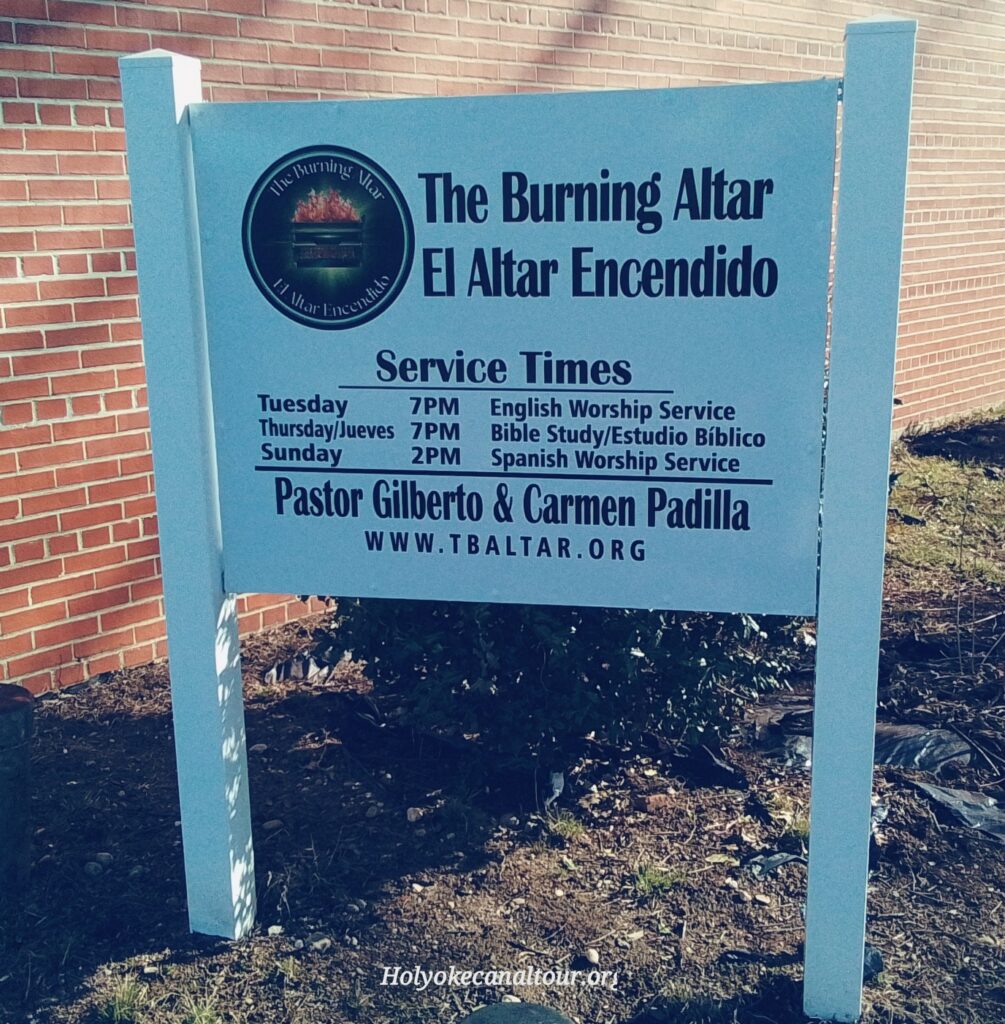 The Burning Altar
El Altar Encendido
The Burning Altar
El Altar Encendido
Service Times
Tuesday 7PM English Worship Service
Thursday/Jueves 7PM Bible Study/Estudio Bíblico
Sunday 2PM Spanish Worship Service
Pastor Gilberto & Carmen Padilla
WWW.TBALTAR.ORG
Holyokecanaltour.org